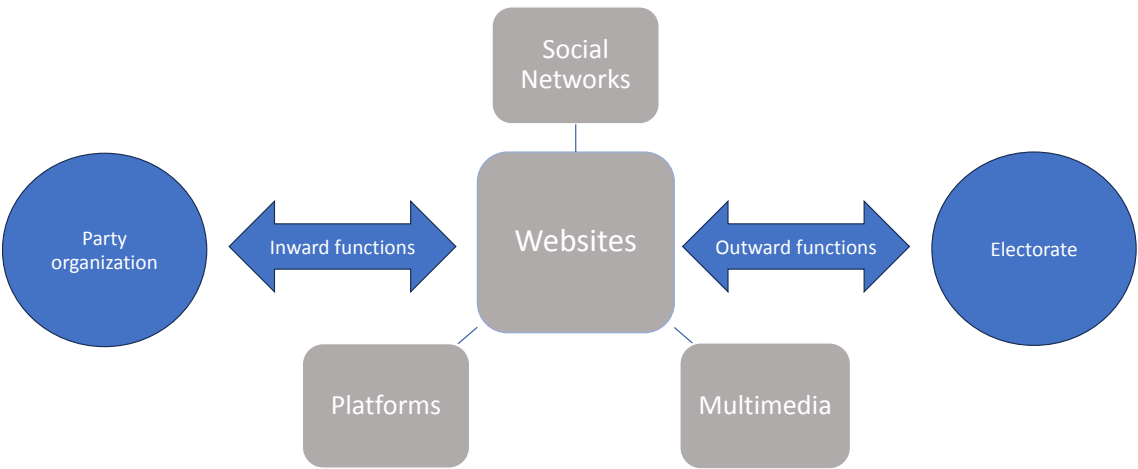 Social
Networks
Party
organization
Inward functions
Websites
Outward functions
Electorate
Platforms
Multimedia